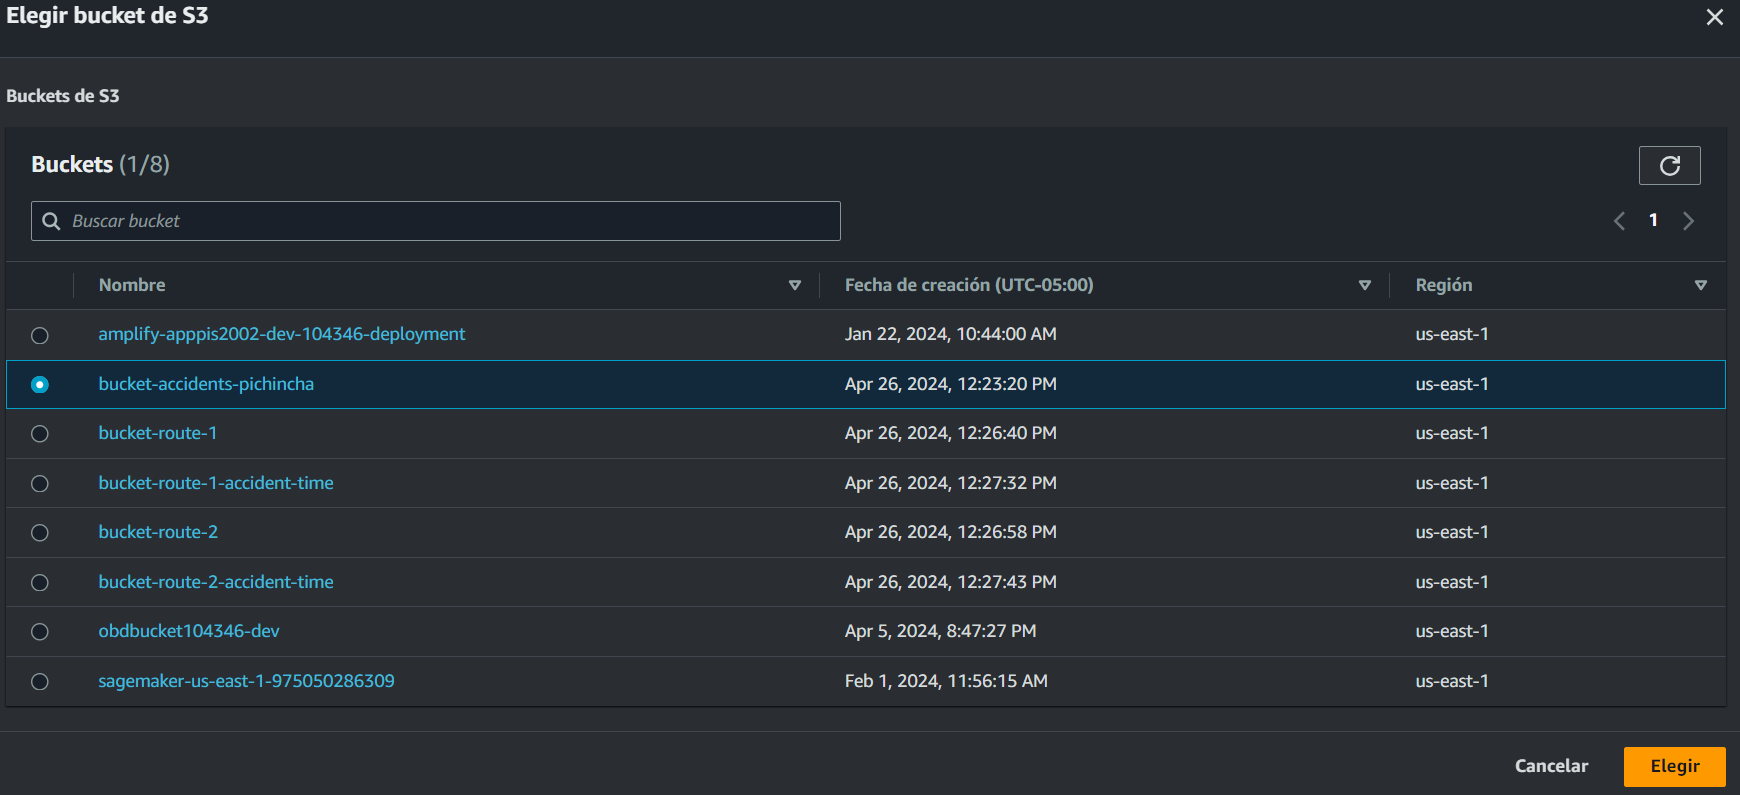 Elegir bucket de S3
Buckets de S3
Buckets (1/8)
Buscar bucket
1
Nombre Fecha de creación (UTC-05:00) Región
amplify-apppis2002-dev-104346-deployment Jan 22, 2024, 10:44:00 AM us-east-1
bucket-accidents-pichincha Apr 26, 2024, 12:23:20 PM us-east-1
bucket-route-1 Apr 26, 2024, 12:26:40 PM us-east-1
bucket-route-1-accident-time Apr 26, 2024, 12:27:32 PM us-east-1
bucket-route-2 Apr 26, 2024, 12:26:58 PM us-east-1
bucket-route-2-accident-time Apr 26, 2024, 12:27:43 PM us-east-1
obdbucket104346-dev Apr 5, 2024, 8:47:27 PM us-east-1
sagemaker-us-east-1-975050286309 Feb 1, 2024, 11:56:15 AM us-east-1
Cancelar Elegir